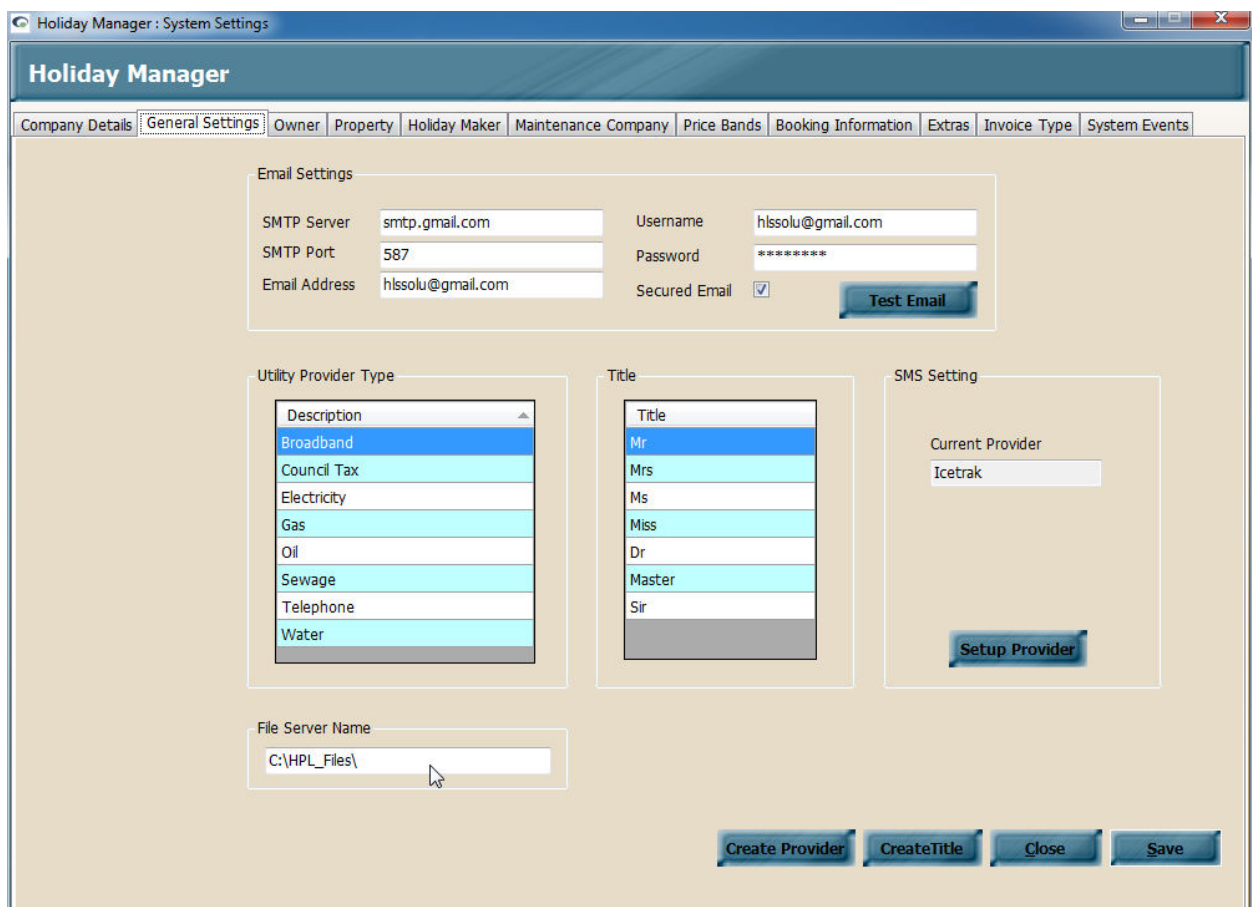 Holiday Manager : System Settings
Holiday Manager
Company Details General Settings Owner Property Holiday Maker Maintenance Company Price Bands Booking Information Extras Invoice Type System Events
Email Settings
SMTP Server smtp.gmail.com Username hlssolu@gmail.com
SMTP Port 587 Password ********
Email Address hlssolu@gmail.com Secured Email
Test Email
Utility Provider Type
Description
Broadband
Council Tax
Electricity
Gas
Oil
Sewage
Telephone
Water
Title
Title
Mr
Mrs
Ms
Miss
Dr
Master
Sir
SMS Setting
Current Provider
Icetrak
Setup Provider
File Server Name
C:\HPL_Files\
Create Provider CreateTitle Close Save